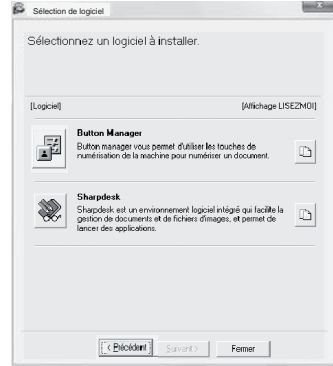 Sélection de logiciel
Sélectionnez un logiciel à installer.
[Logiciel] [Affichage LISEZMOI]
Button Manager
Button manager vous permet d'utiliser les touches de
numérisation de la machine pour numériser un document.
Sharpdesk
Sharpdesk est un environnement logiciel intégré qui facilite la
gestion de documents et de fichiers d'images, et permet de
lancer des applications.
< Précédent Suivant > Fermer